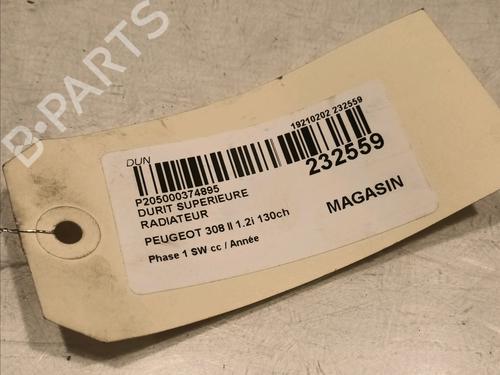 B-PARTS
DUN
19210202 232559
232559
P205000374895
DURIT SUPERIEURE
RADIATEUR
MAGASIN
PEUGEOT 308 II 1.2i 130ch
Phase 1 SW cc / Année